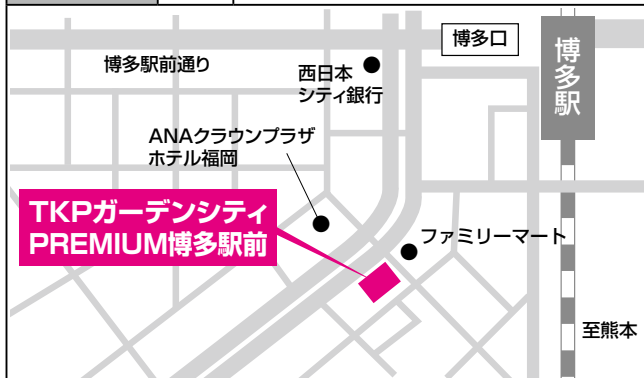 博多口
博多駅
博多駅前通り
西日本
シティ銀行
ANAクラウンプラザ
ホテル福岡
TKPガーデンシティ
PREMIUM博多駅前
ファミリーマート
至熊本